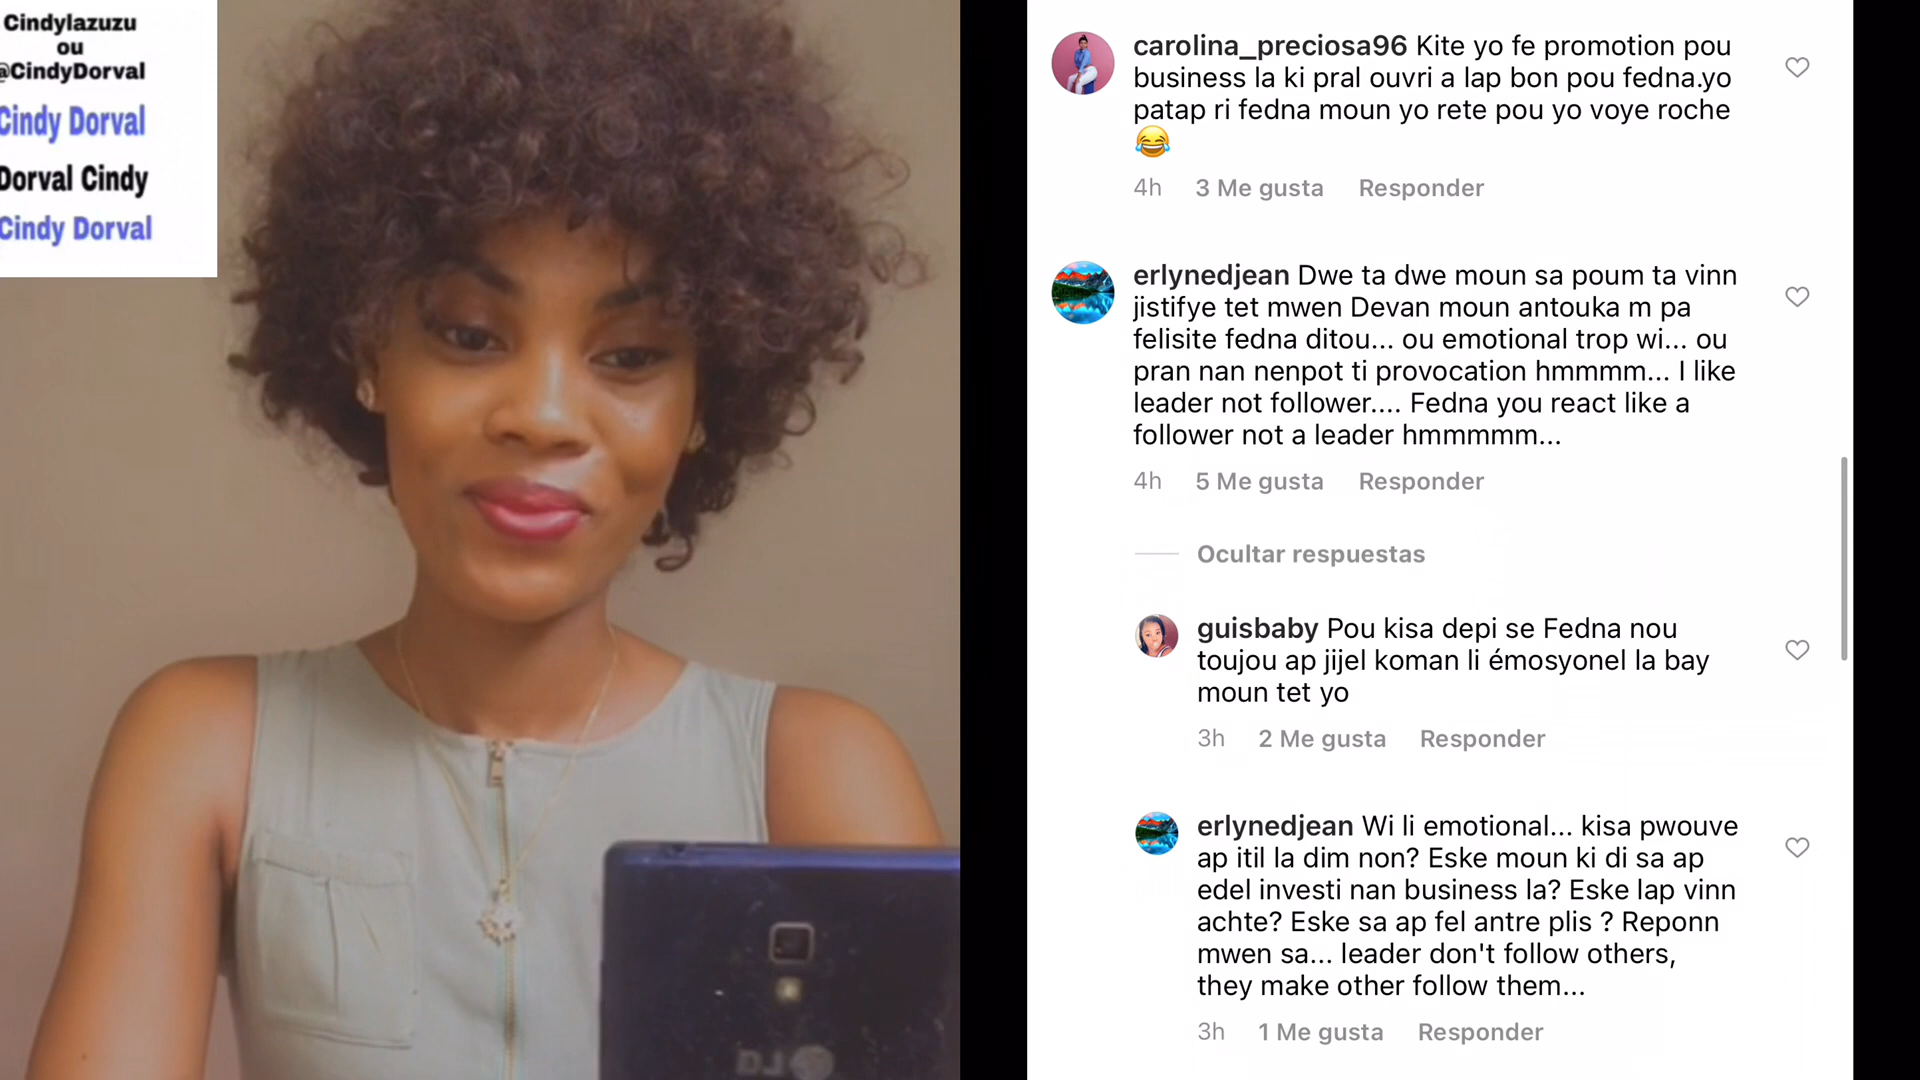 Cindylazuzu
ou
@CindyDorval
Cindy Dorval
Dorval Cindy
Cindy Dorval
carolina_preciosa96 Kite yo fe promotion pou
business la ki pral ouvri a lap bon pou fedna.yo
patap ri fedna moun yo rete pou yo voye roche
😂
4h 3 Me gusta Responder
erlynedjean Dwe ta dwe moun sa poum ta vinn
jistifye tet mwen Devan moun antouka m pa
felisite fedna ditou... ou emotional trop wi... ou
pran nan nenpot ti provocation hmmmm... I like
leader not follower.... Fedna you react like a
follower not a leader hmmmmm...
4h 5 Me gusta Responder
Ocultar respuestas
guisbaby Pou kisa depi se Fedna nou
toujou ap jijel koman li émosyonel la bay
moun tet yo
3h 2 Me gusta Responder
erlynedjean Wi li emotional... kisa pwouve
ap itil la dim non? Eske moun ki di sa ap
edel investi nan business la? Eske lap vinn
achte? Eske sa ap fel antre plis ? Reponn
mwen sa... leader don't follow others,
they make other follow them...
3h 1 Me gusta Responder